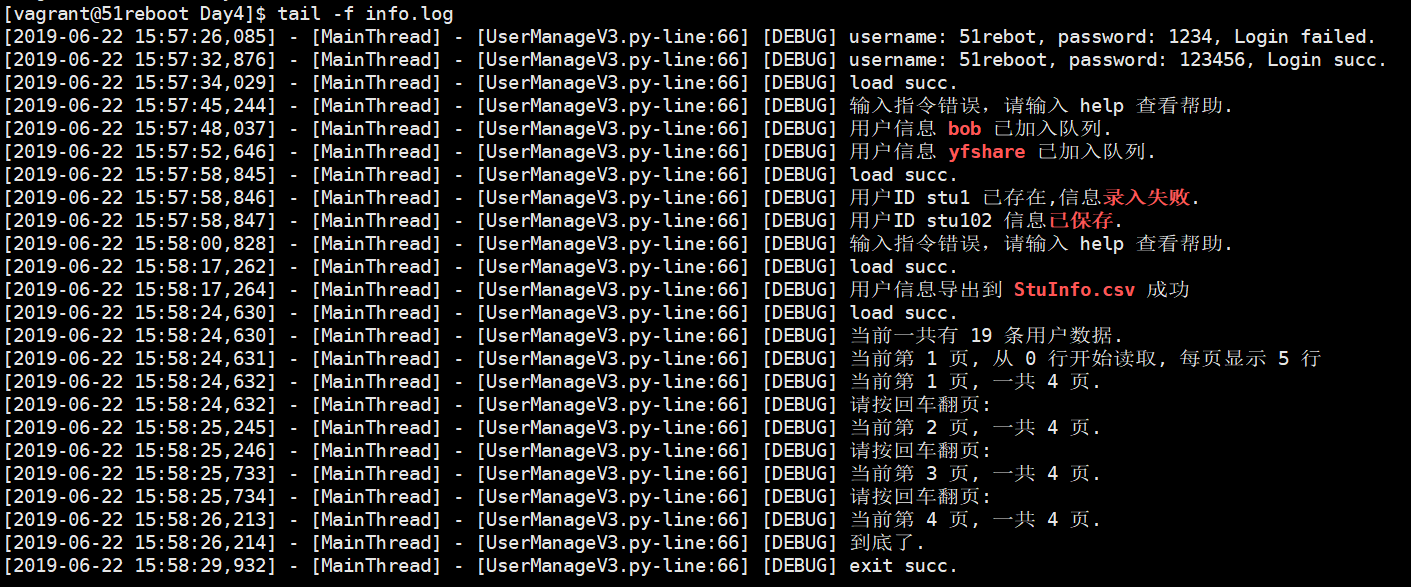 [vagrant@51reboot Day4]$ tail -f info.log
[2019-06-22 15:57:26,085] - [MainThread] - [UserManageV3.py-line:66] [DEBUG] username: 51rebot, password: 1234, Login failed.
[2019-06-22 15:57:32,876] - [MainThread] - [UserManageV3.py-line:66] [DEBUG] username: 51reboot, password: 123456, Login succ.
[2019-06-22 15:57:34,029] - [MainThread] - [UserManageV3.py-line:66] [DEBUG] load succ.
[2019-06-22 15:57:45,244] - [MainThread] - [UserManageV3.py-line:66] [DEBUG] 输入指令错误，请输入 help 查看帮助.
[2019-06-22 15:57:48,037] - [MainThread] - [UserManageV3.py-line:66] [DEBUG] 用户信息 bob 已加入队列.
[2019-06-22 15:57:52,646] - [MainThread] - [UserManageV3.py-line:66] [DEBUG] 用户信息 yfshare 已加入队列.
[2019-06-22 15:57:58,845] - [MainThread] - [UserManageV3.py-line:66] [DEBUG] load succ.
[2019-06-22 15:57:58,846] - [MainThread] - [UserManageV3.py-line:66] [DEBUG] 用户ID stu1 已存在,信息录入失败.
[2019-06-22 15:57:58,847] - [MainThread] - [UserManageV3.py-line:66] [DEBUG] 用户ID stu102 信息已保存.
[2019-06-22 15:58:00,828] - [MainThread] - [UserManageV3.py-line:66] [DEBUG] 输入指令错误，请输入 help 查看帮助.
[2019-06-22 15:58:17,262] - [MainThread] - [UserManageV3.py-line:66] [DEBUG] load succ.
[2019-06-22 15:58:17,264] - [MainThread] - [UserManageV3.py-line:66] [DEBUG] 用户信息导出到 StuInfo.csv 成功
[2019-06-22 15:58:24,630] - [MainThread] - [UserManageV3.py-line:66] [DEBUG] load succ.
[2019-06-22 15:58:24,630] - [MainThread] - [UserManageV3.py-line:66] [DEBUG] 当前一共有 19 条用户数据.
[2019-06-22 15:58:24,631] - [MainThread] - [UserManageV3.py-line:66] [DEBUG] 当前第 1 页, 从 0 行开始读取, 每页显示 5 行
[2019-06-22 15:58:24,632] - [MainThread] - [UserManageV3.py-line:66] [DEBUG] 当前第 1 页, 一共 4 页.
[2019-06-22 15:58:24,632] - [MainThread] - [UserManageV3.py-line:66] [DEBUG] 请按回车翻页:
[2019-06-22 15:58:25,245] - [MainThread] - [UserManageV3.py-line:66] [DEBUG] 当前第 2 页, 一共 4 页.
[2019-06-22 15:58:25,246] - [MainThread] - [UserManageV3.py-line:66] [DEBUG] 请按回车翻页:
[2019-06-22 15:58:25,733] - [MainThread] - [UserManageV3.py-line:66] [DEBUG] 当前第 3 页, 一共 4 页.
[2019-06-22 15:58:25,734] - [MainThread] - [UserManageV3.py-line:66] [DEBUG] 请按回车翻页:
[2019-06-22 15:58:26,213] - [MainThread] - [UserManageV3.py-line:66] [DEBUG] 当前第 4 页, 一共 4 页.
[2019-06-22 15:58:26,214] - [MainThread] - [UserManageV3.py-line:66] [DEBUG] 到底了.
[2019-06-22 15:58:29,932] - [MainThread] - [UserManageV3.py-line:66] [DEBUG] exit succ.